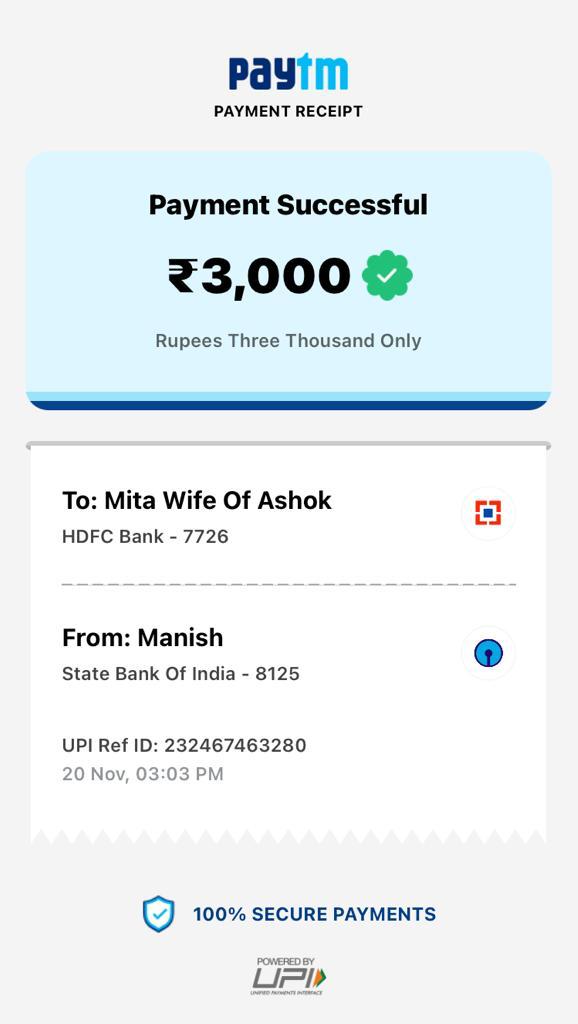 paytm
PAYMENT RECEIPT
Payment Successful
₹3,000
Rupees Three Thousand Only
To: Mita Wife Of Ashok
HDFC Bank - 7726
From: Manish
State Bank Of India - 8125
UPI Ref ID: 232467463280
20 Nov, 03:03 PM
100% SECURE PAYMENTS
POWERED BY
UPI
UNIFIED PAYMENTS INTERFACE